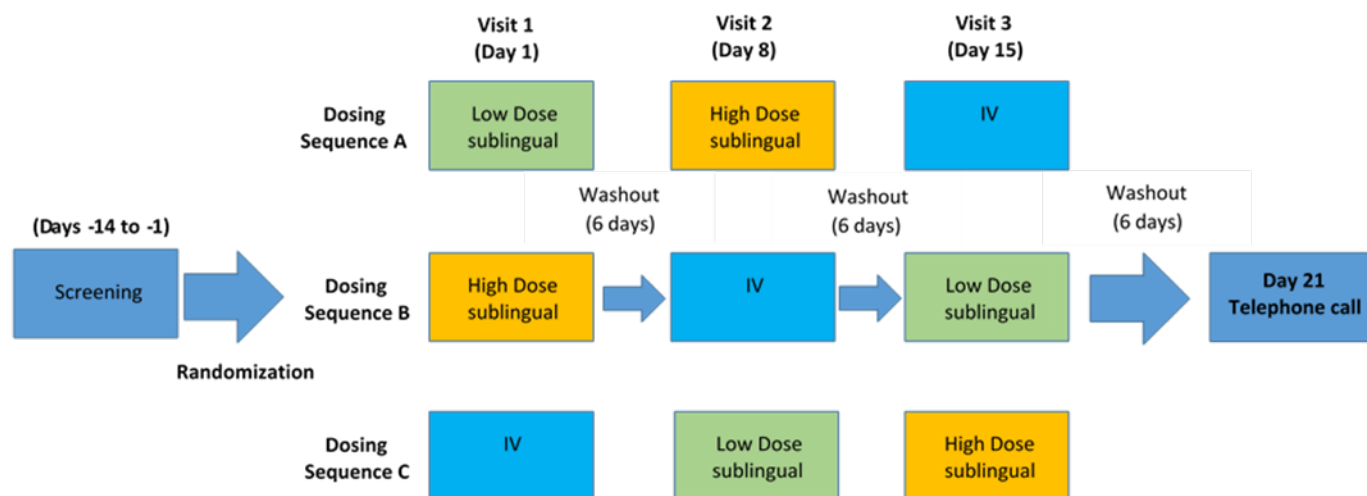 Visit 1
(Day 1)
Visit 2
(Day 8)
Visit 3
(Day 15)
Dosing
Sequence A
Low Dose
sublingual
High Dose
sublingual
IV
Washout
(6 days)
Washout
(6 days)
Washout
(6 days)
(Days -14 to -1)
Screening
Randomization
Dosing
Sequence B
High Dose
sublingual
IV
Low Dose
sublingual
Day 21
Telephone call
Dosing
Sequence C
IV
Low Dose
sublingual
High Dose
sublingual